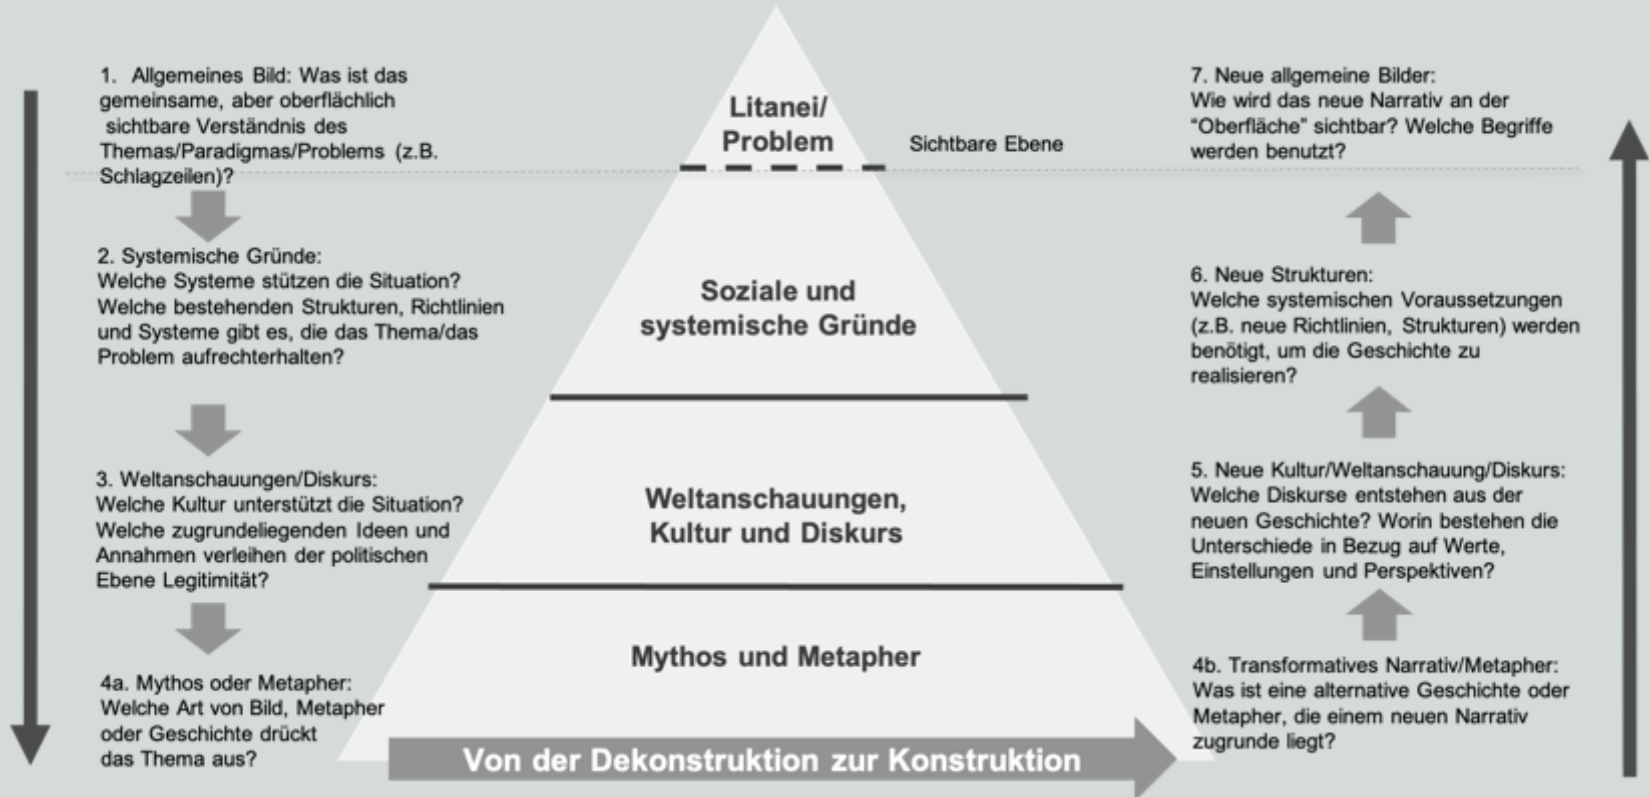 1. Allgemeines Bild: Was ist das
gemeinsame, aber oberflächlich
sichtbare Verständnis des
Themas/Paradigmas/Problems (z.B.
Schlagzeilen)?
2. Systemische Gründe:
Welche Systeme stützen die Situation?
Welche bestehenden Strukturen, Richtlinien
und Systeme gibt es, die das Thema/das
Problem aufrechterhalten?
3. Weltanschauungen/Diskurs:
Welche Kultur unterstützt die Situation?
Welche zugrundeliegenden Ideen und
Annahmen verleihen der politischen
Ebene Legitimität?
4a. Mythos oder Metapher:
Welche Art von Bild, Metapher
oder Geschichte drückt
das Thema aus?
Litanei/
Problem
Sichtbare Ebene
Soziale und
systemische Gründe
Weltanschauungen,
Kultur und Diskurs
Mythos und Metapher
Von der Dekonstruktion zur Konstruktion
7. Neue allgemeine Bilder:
Wie wird das neue Narrativ an der
“Oberfläche” sichtbar? Welche Begriffe
werden benutzt?
6. Neue Strukturen:
Welche systemischen Voraussetzungen
(z.B. neue Richtlinien, Strukturen) werden
benötigt, um die Geschichte zu
realisieren?
5. Neue Kultur/Weltanschauung/Diskurs:
Welche Diskurse entstehen aus der
neuen Geschichte? Worin bestehen die
Unterschiede in Bezug auf Werte,
Einstellungen und Perspektiven?
4b. Transformatives Narrativ/Metapher:
Was ist eine alternative Geschichte oder
Metapher, die einem neuen Narrativ
zugrunde liegt?